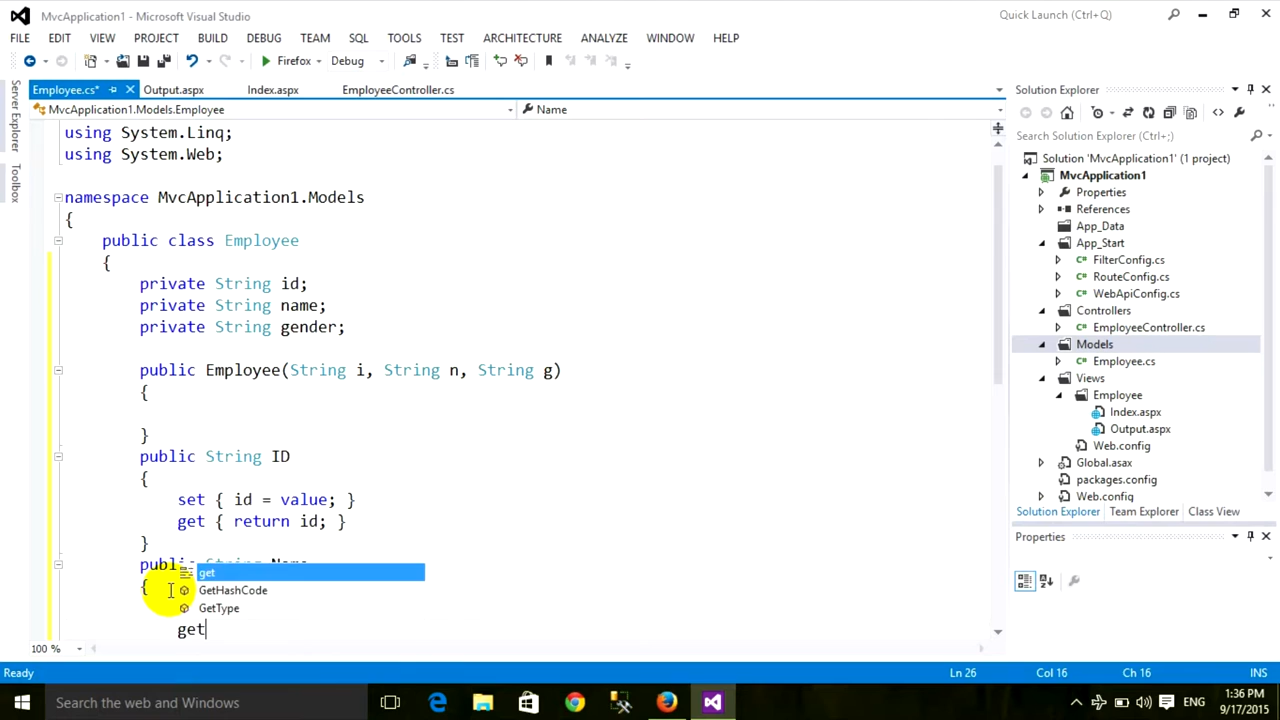 MvcApplication1 - Microsoft Visual Studio
Quick Launch (Ctrl+Q)
FILE EDIT VIEW PROJECT BUILD DEBUG TEAM SQL TOOLS TEST ARCHITECTURE ANALYZE WINDOW HELP
Firefox Debug
Server Explorer
Toolbox
Employee.cs* Output.aspx Index.aspx EmployeeController.cs
MvcApplication1.Models.Employee Name
using System.Linq;
using System.Web;
namespace MvcApplication1.Models
{
public class Employee
{
private String id;
private String name;
private String gender;
public Employee(String i, String n, String g)
{
}
public String ID
{
set { id = value; }
get { return id; }
}
public String Name
{
get
GetHashCode
GetType
get
100 %
Solution Explorer
Search Solution Explorer (Ctrl+;)
Solution 'MvcApplication1' (1 project)
MvcApplication1
Properties
References
App_Data
App_Start
FilterConfig.cs
RouteConfig.cs
WebApiConfig.cs
Controllers
EmployeeController.cs
Models
Employee.cs
Views
Employee
Index.aspx
Output.aspx
Web.config
Global.asax
packages.config
Web.config
Solution Explorer Team Explorer Class View
Properties
Ready Ln 26 Col 16 Ch 16 INS
Search the web and Windows
ENG
1:36 PM
9/17/2015